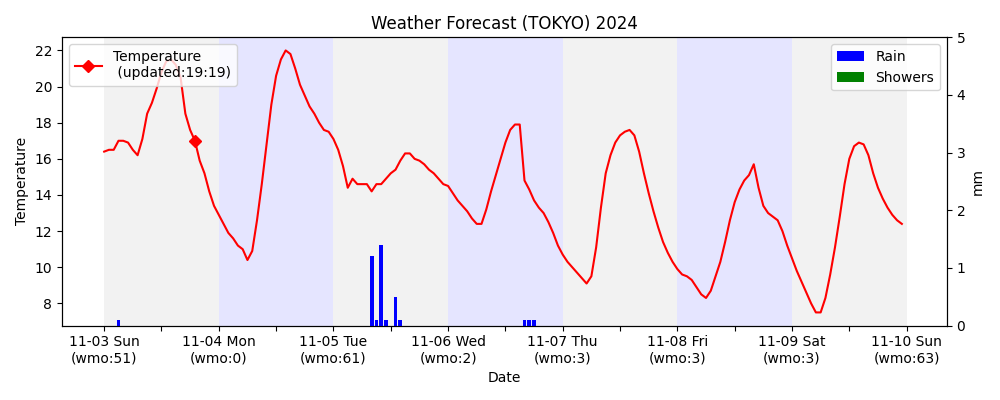 Weather Forecast (TOKYO) 2024
Temperature
(updated:19:19)
Rain
Showers
22
20
18
16
14
12
10
8
Temperature
5
4
3
2
1
0
mm
11-03 Sun
(wmo:51)
11-04 Mon
(wmo:0)
11-05 Tue
(wmo:61)
11-06 Wed
(wmo:2)
11-07 Thu
(wmo:3)
11-08 Fri
(wmo:3)
11-09 Sat
(wmo:3)
11-10 Sun
(wmo:63)
Date